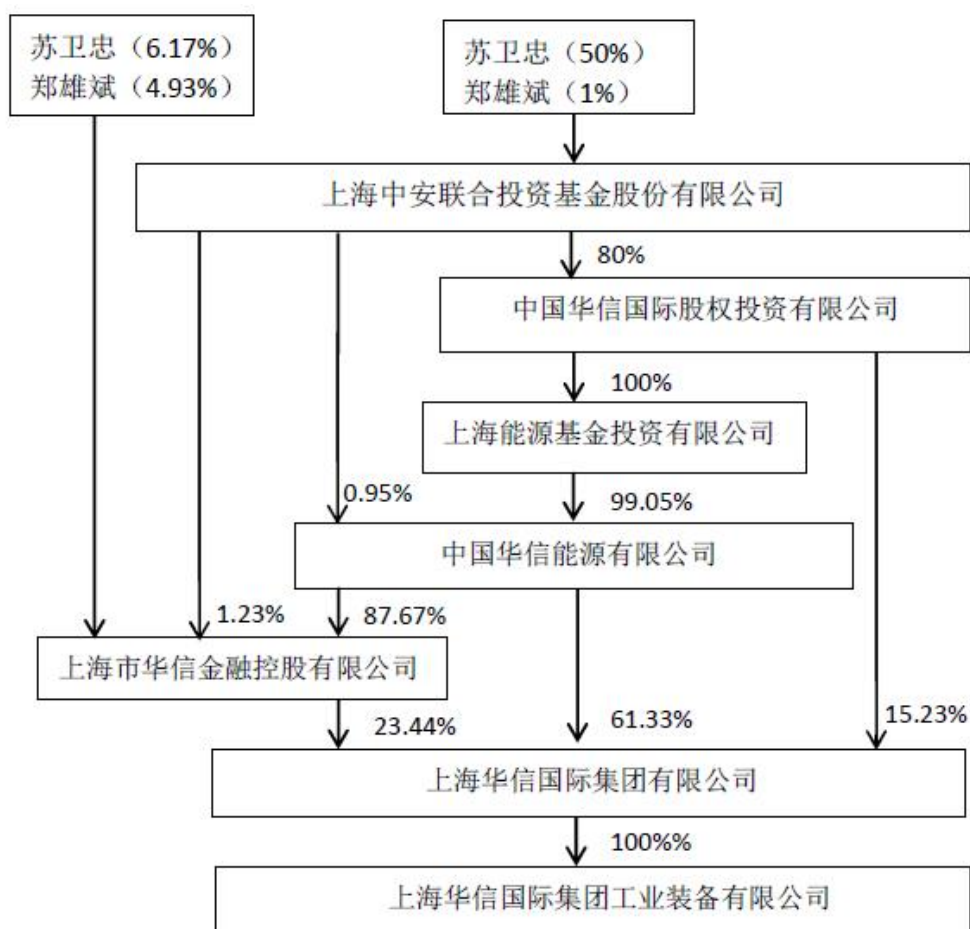 苏卫忠（6.17%）
郑雄斌（4.93%）
苏卫忠（50%）
郑雄斌（1%）
上海中安联合投资基金股份有限公司
80%
中国华信国际股权投资有限公司
100%
上海能源基金投资有限公司
0.95%
99.05%
中国华信能源有限公司
1.23%
87.67%
上海市华信金融控股有限公司
23.44%
61.33%
15.23%
上海华信国际集团有限公司
100%%
上海华信国际集团工业装备有限公司